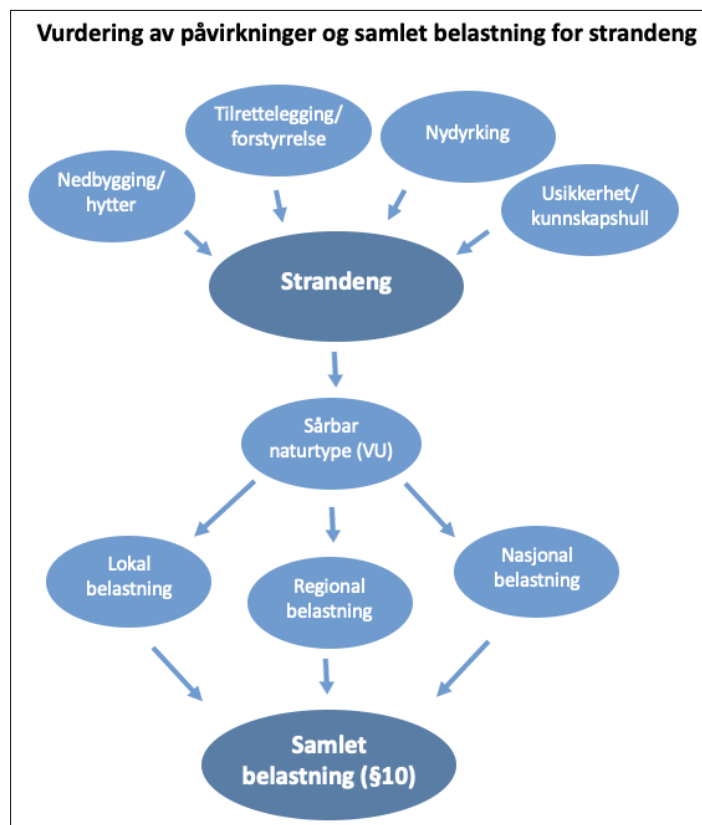 Vurdering av påvirkninger og samlet belastning for strandeng
Tilrettelegging/
forstyrrelse
Nydyrking
Nedbygging/
hytter
Usikkerhet/
kunnskapshull
Strandeng
Sårbar
naturtype (VU)
Lokal
belastning
Regional
belastning
Nasjonal
belastning
Samlet
belastning (§10)